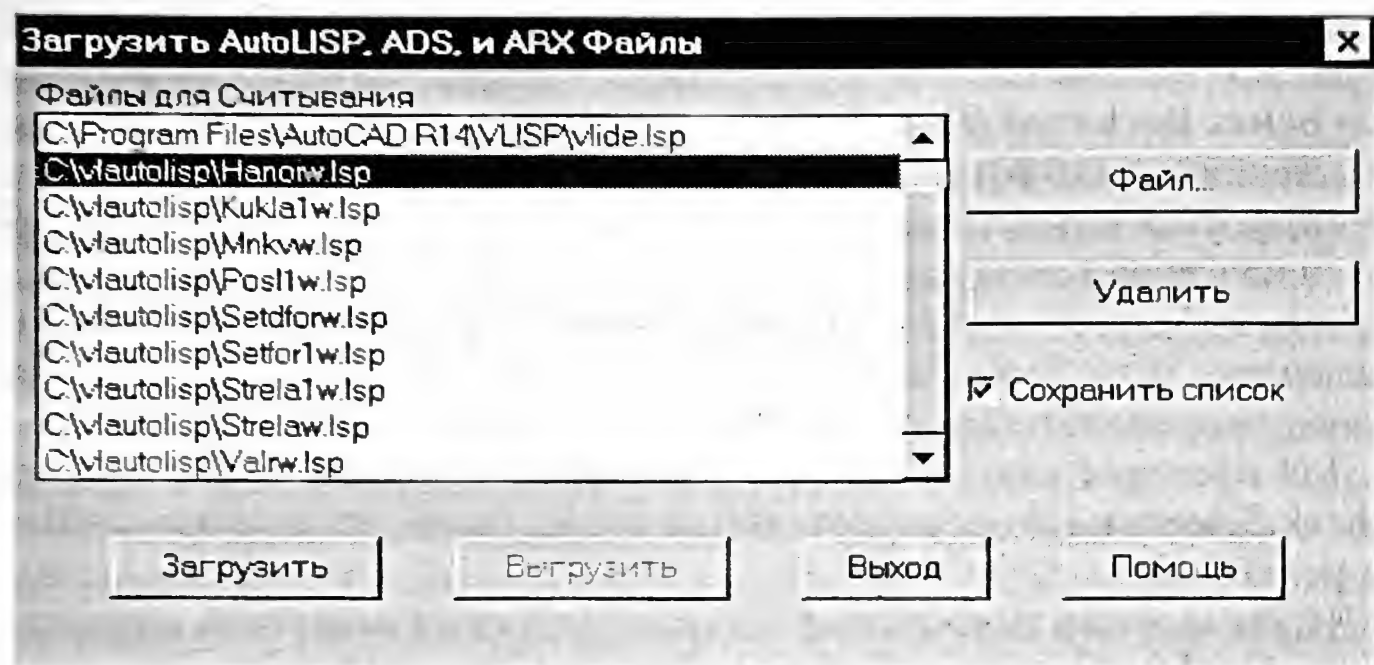 Загрузить AutoLISP, ADS, и ARX Файлы
Файлы для Считывания
C:\Program Files\AutoCAD R14\VLISP\vlide.lsp
C:\vlautolisp\Hanoiw.lsp
C:\vlautolisp\Kukla1w.lsp
C:\vlautolisp\Mnkvw.lsp
C:\vlautolisp\Posl1w.lsp
C:\vlautolisp\Setdforw.lsp
C:\vlautolisp\Setfor1w.lsp
C:\vlautolisp\Strela1w.lsp
C:\vlautolisp\Strelaw.lsp
C:\vlautolisp\Valrw.lsp
Файл...
Удалить
Сохранить список
Загрузить
Выгрузить
Выход
Помощь